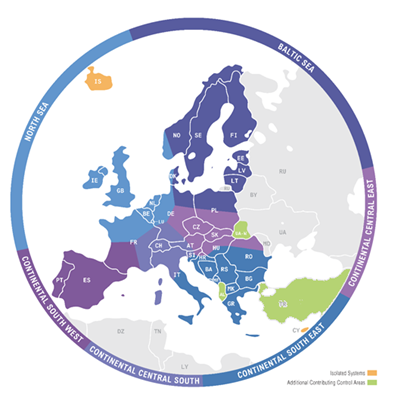 BALTIC SEA
NORTH SEA
IS
NO
SE
FI
EE
LV
LT
RU
BY
DK
IE
GB
NL
BE
LU
DE
PL
CZ
SK
UA
MD
FR
CH
AT
HU
SI
HR
RO
PT
ES
IT
BA
RS
BG
MK
AL
GR
TR
CY
DZ
TN
LY
CONTINENTAL CENTRAL EAST
CONTINENTAL SOUTH WEST
CONTINENTAL CENTRAL SOUTH
CONTINENTAL SOUTH EAST
Isolated Systems
Additional Contributing Control Areas